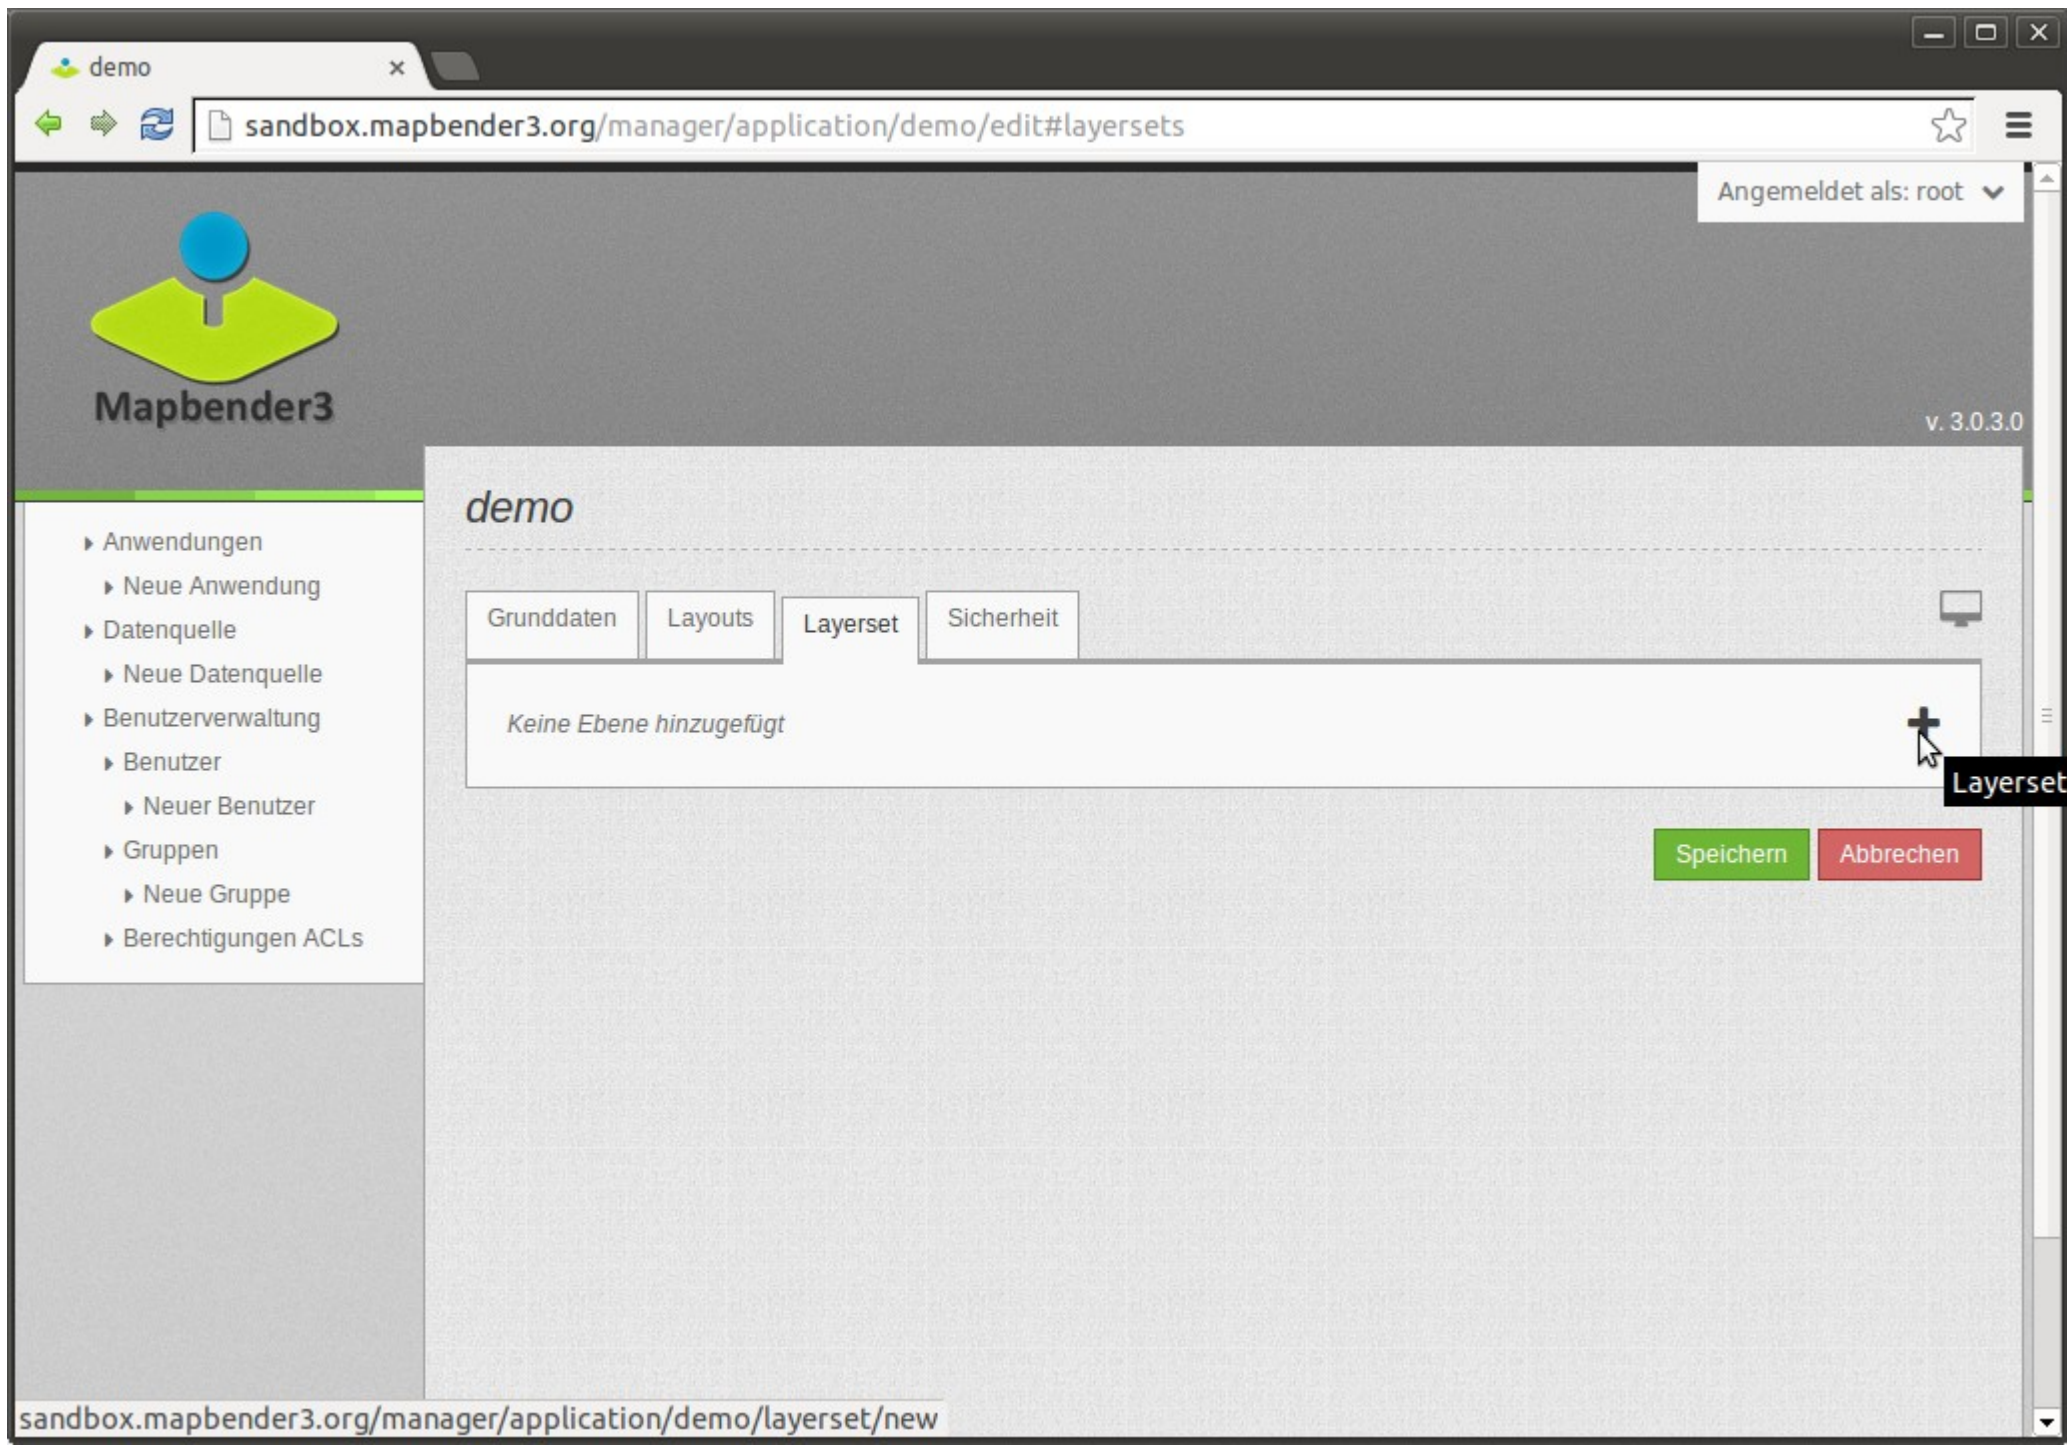 demo
sandbox.mapbender3.org/manager/application/demo/edit#layersets
Angemeldet als: root
Mapbender3
v. 3.0.3.0
demo
Anwendungen
Neue Anwendung
Datenquelle
Neue Datenquelle
Benutzerverwaltung
Benutzer
Neuer Benutzer
Gruppen
Neue Gruppe
Berechtigungen ACLs
Grunddaten Layouts Layerset Sicherheit
Keine Ebene hinzugefügt
Layerset
Speichern Abbrechen
sandbox.mapbender3.org/manager/application/demo/layerset/new